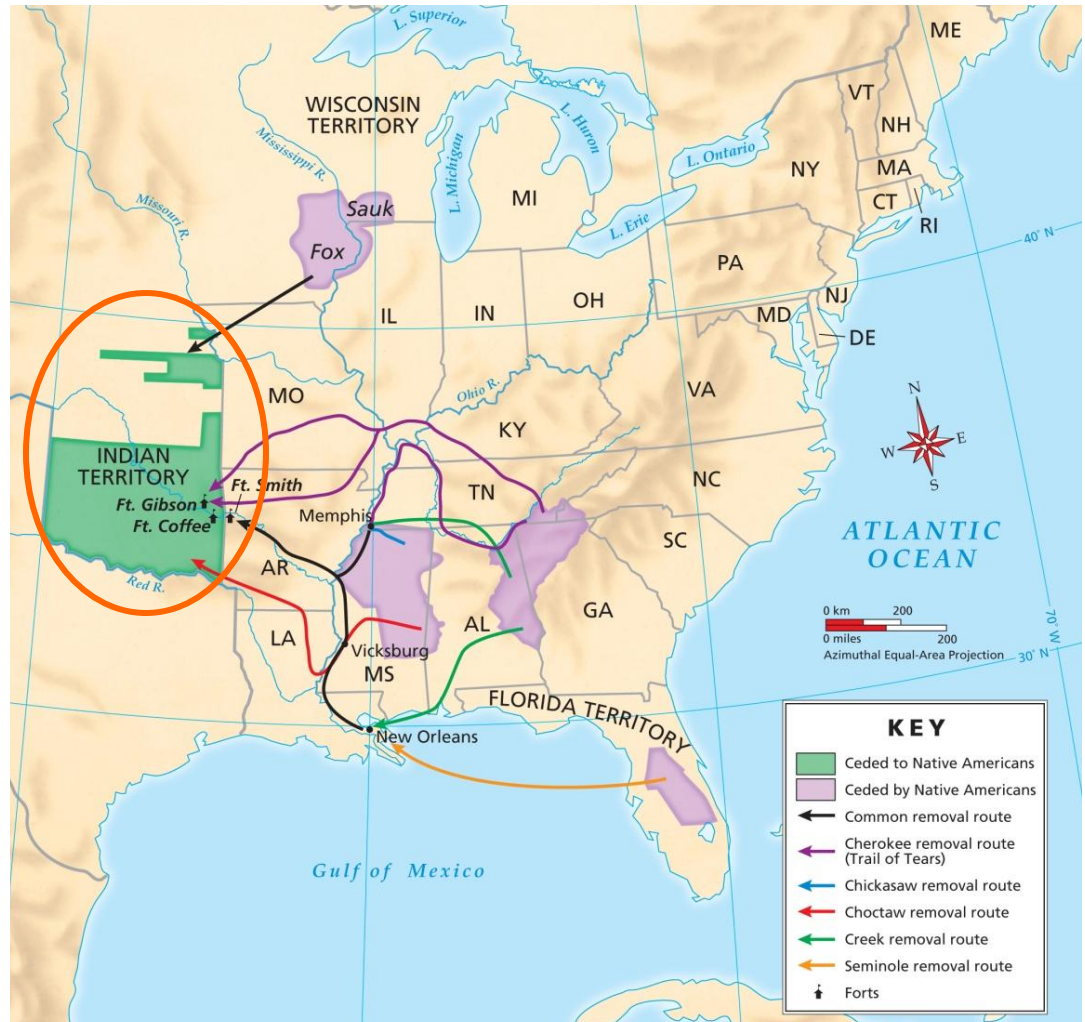 L. Superior
ME
WISCONSIN
TERRITORY
VT
NH
L. Huron
L. Michigan
Mississippi R.
L. Ontario
NY
MA
CT
RI
Missouri R.
Sauk
MI
L. Erie
Fox
40° N
PA
NJ
OH
IL
IN
MD
DE
MO
Ohio R.
VA
KY
N
W
E
S
INDIAN
TERRITORY
Ft. Smith
Ft. Gibson
Ft. Coffee
TN
NC
Memphis
SC
ATLANTIC
OCEAN
AR
Red R.
GA
AL
0 km 200
0 miles 200
Azimuthal Equal-Area Projection
70° W
30° N
LA
Vicksburg
MS
FLORIDA TERRITORY
New Orleans
Gulf of Mexico
KEY
Ceded to Native Americans
Ceded by Native Americans
Common removal route
Cherokee removal route
(Trail of Tears)
Chickasaw removal route
Choctaw removal route
Creek removal route
Seminole removal route
Forts